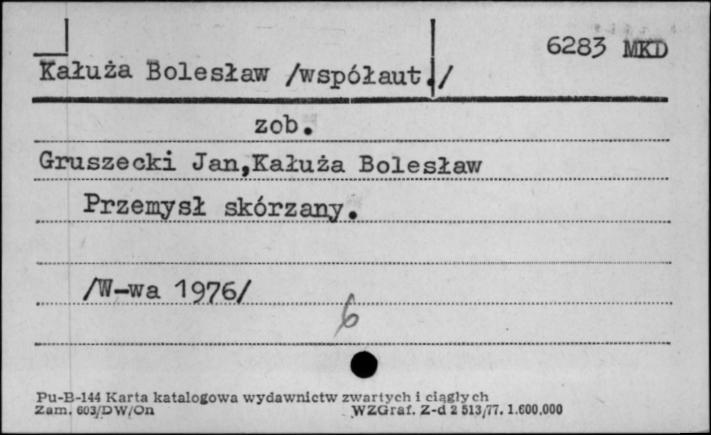 6283 MKD
Kałuża Bolesław /współaut./
zob.
Gruszecki Jan,Kałuża Bolesław
Przemysł skórzany.
/W-wa 1976/
6
Pu-B-144 Karta katalogowa wydawnictw zwartych i ciągłych
Zam. 603/DW/On WZGraf. Z-d 2 513/77. 1.600.000